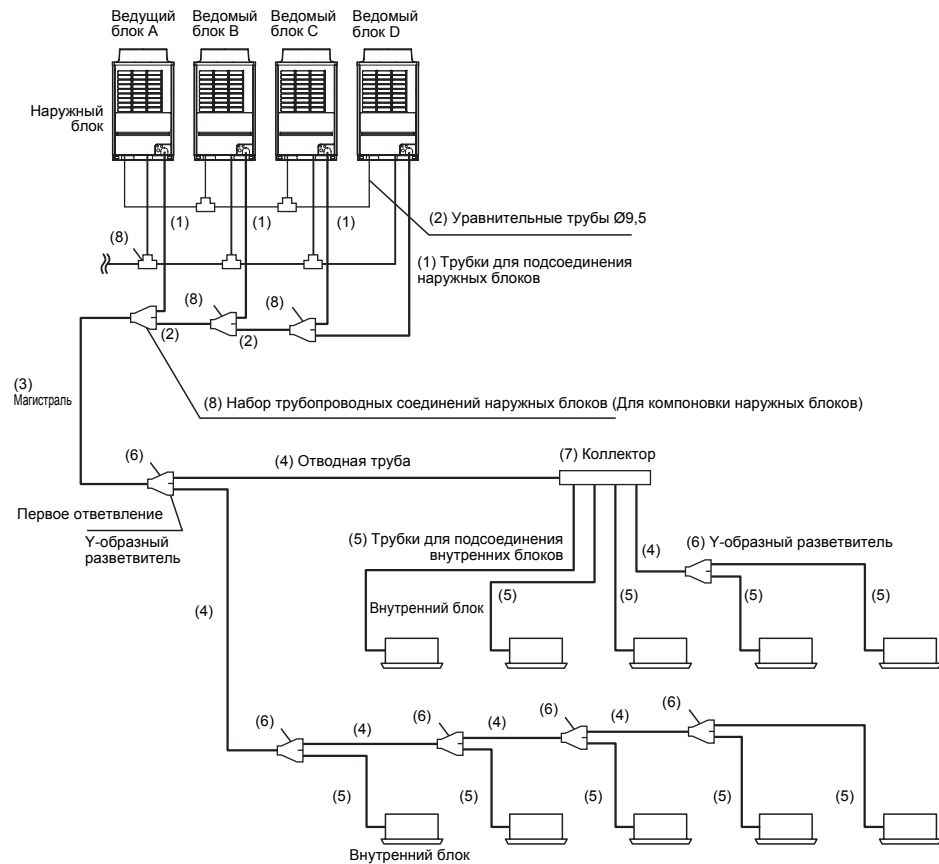 Ведущий
блок A
Ведомый
блок B
Ведомый
блок C
Ведомый
блок D
Наружный
блок
(1)
(1)
(1)
(2) Уравнительные трубы Ø9,5
(8)
(1) Трубки для подсоединения
наружных блоков
(8)
(8)
(2)
(2)
(3)
Магистраль
(8) Набор трубопроводных соединений наружных блоков (Для компоновки наружных блоков)
(6)
(4) Отводная труба
(7) Коллектор
Первое ответвление
Y-образный
разветвитель
(5) Трубки для подсоединения
внутренних блоков
(4)
(6) Y-образный разветвитель
(4)
Внутренний блок
(5)
(5)
(5)
(5)
(6)
(4)
(6)
(4)
(6)
(4)
(6)
(5)
(5)
(5)
(5)
(5)
Внутренний блок